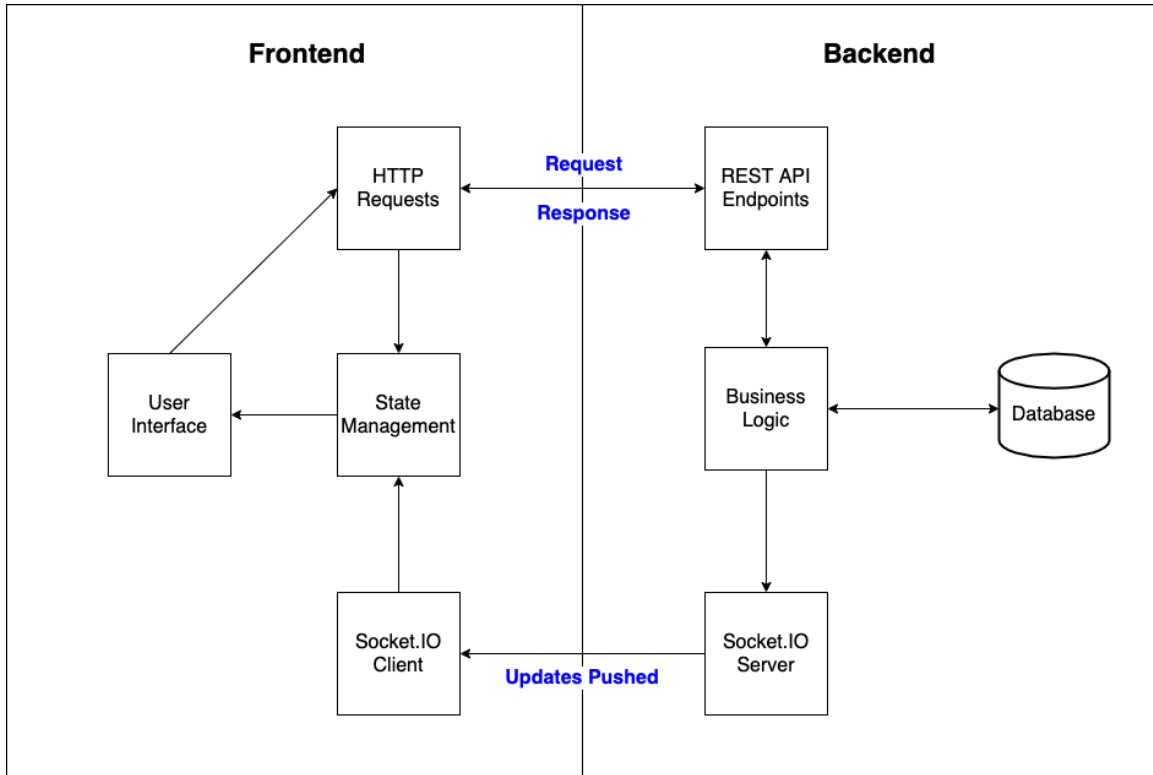 Frontend
Backend
HTTP
Requests
Request
Response
REST API
Endpoints
User
Interface
State
Management
Business
Logic
Database
Socket.IO
Client
Updates Pushed
Socket.IO
Server